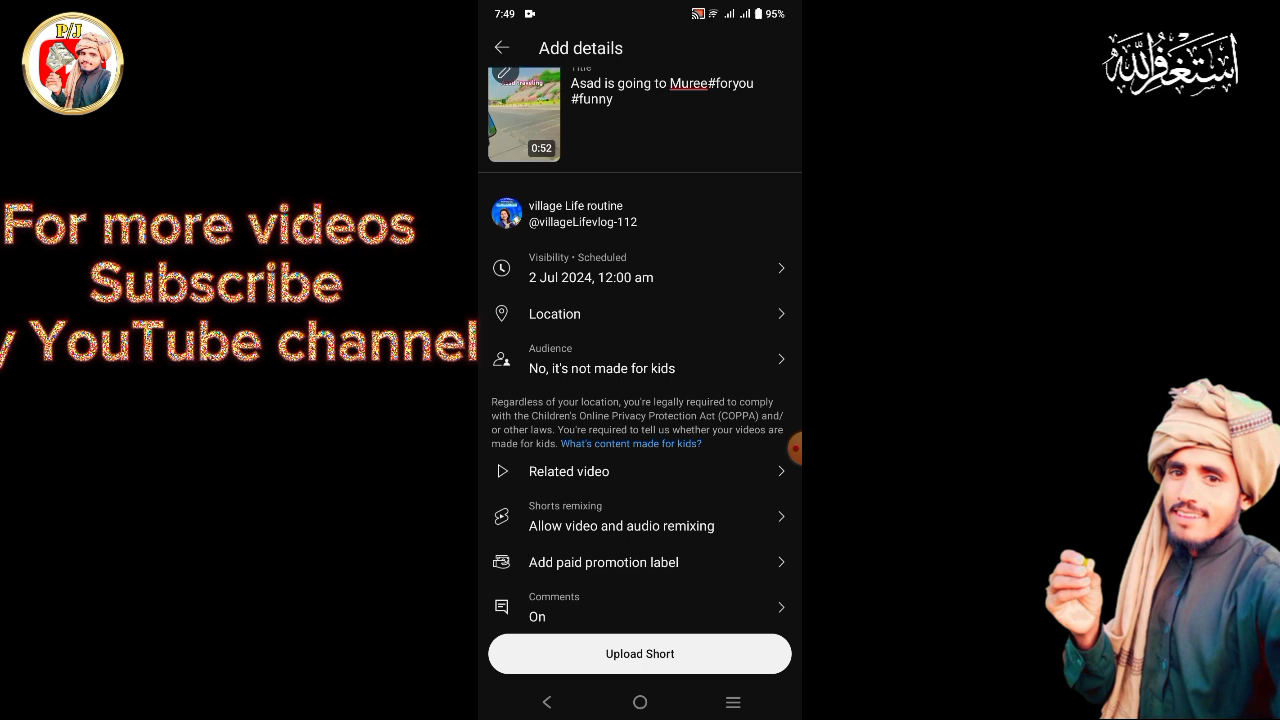 P/J
For more videos
Subscribe
y YouTube channel
7:49
95%
Add details
Title
Asad is going to Muree#foryou
#funny
0:52
village Life routine
@villageLifevlog-112
Visibility • Scheduled
2 Jul 2024, 12:00 am
Location
Audience
No, it's not made for kids
Regardless of your location, you're legally required to comply
with the Children's Online Privacy Protection Act (COPPA) and/
or other laws. You're required to tell us whether your videos are
made for kids. What's content made for kids?
Related video
Shorts remixing
Allow video and audio remixing
Add paid promotion label
Comments
On
Upload Short
أستغفر الله